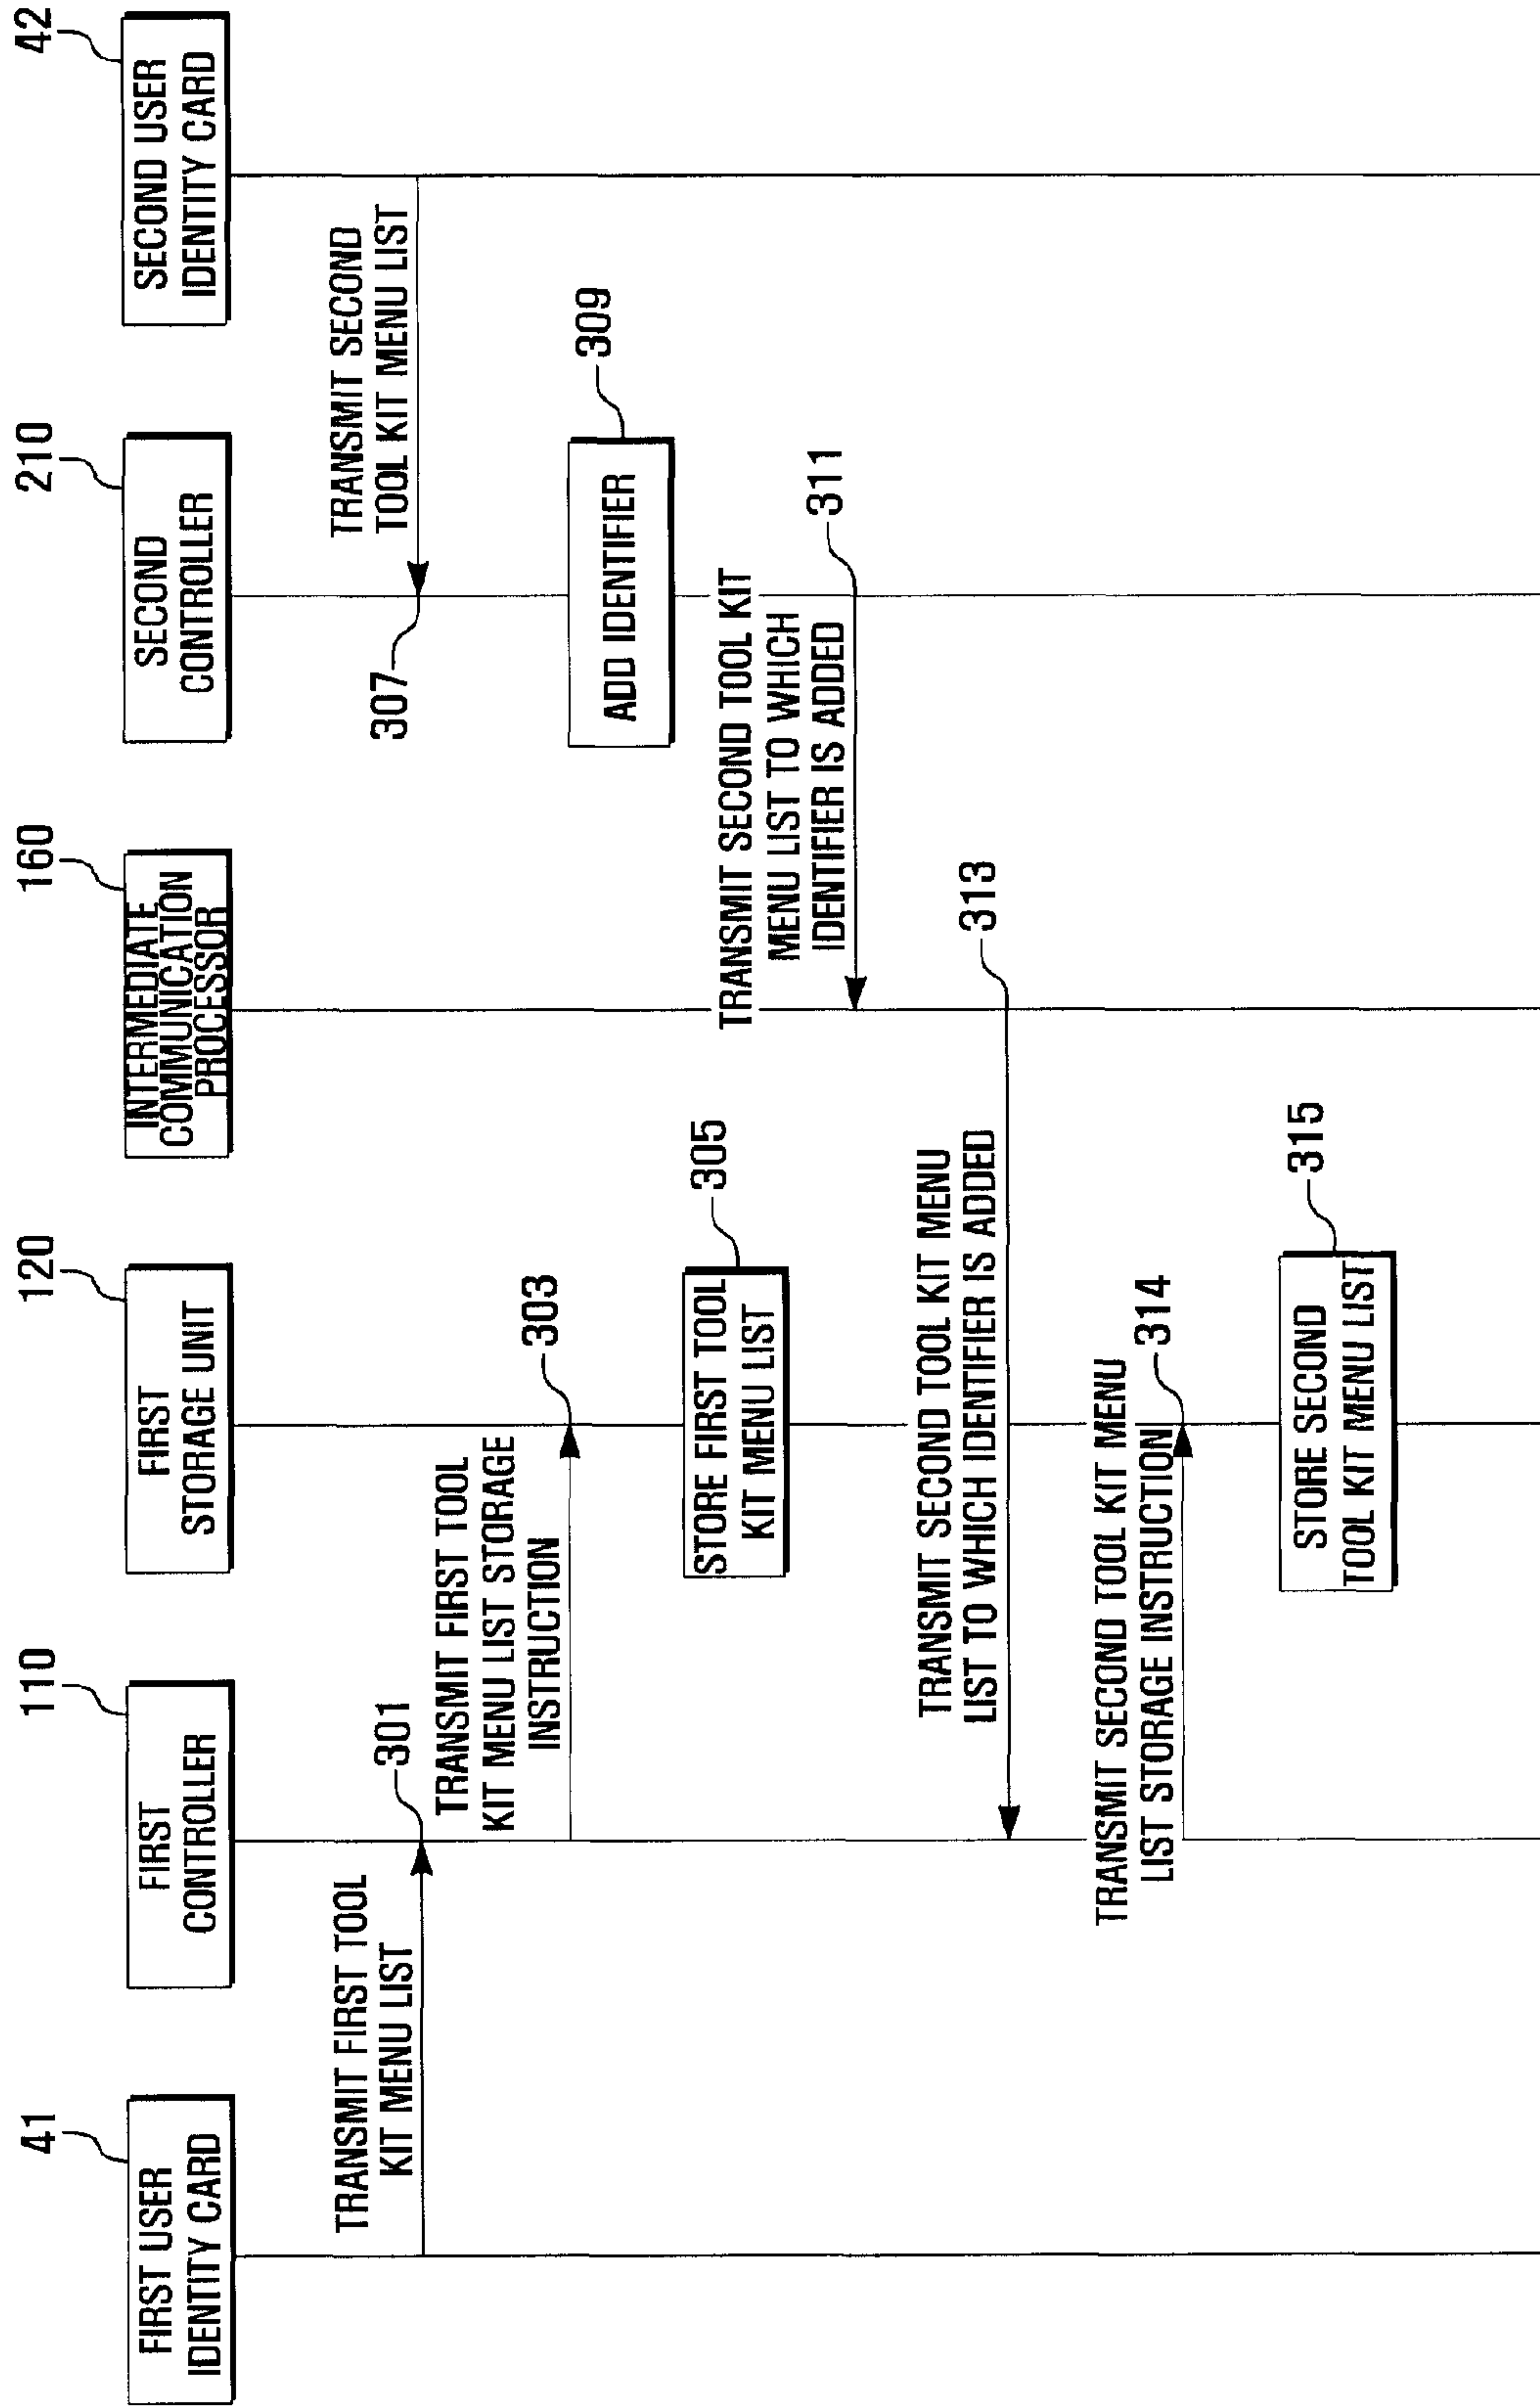 41
FIRST USER
IDENTITY CARD
110
FIRST
CONTROLLER
120
FIRST
STORAGE UNIT
160
INTERMEDIATE
COMMUNICATION
PROCESSOR
210
SECOND
CONTROLLER
42
SECOND USER
IDENTITY CARD
TRANSMIT FIRST TOOL
KIT MENU LIST
301
TRANSMIT FIRST TOOL
KIT MENU LIST STORAGE
INSTRUCTION
303
STORE FIRST TOOL
KIT MENU LIST
305
307
TRANSMIT SECOND
TOOL KIT MENU LIST
ADD IDENTIFIER
309
TRANSMIT SECOND TOOL KIT
MENU LIST TO WHICH
IDENTIFIER IS ADDED
311
TRANSMIT SECOND TOOL KIT MENU
LIST TO WHICH IDENTIFIER IS ADDED
313
TRANSMIT SECOND TOOL KIT MENU
LIST STORAGE INSTRUCTION
314
STORE SECOND
TOOL KIT MENU LIST
315